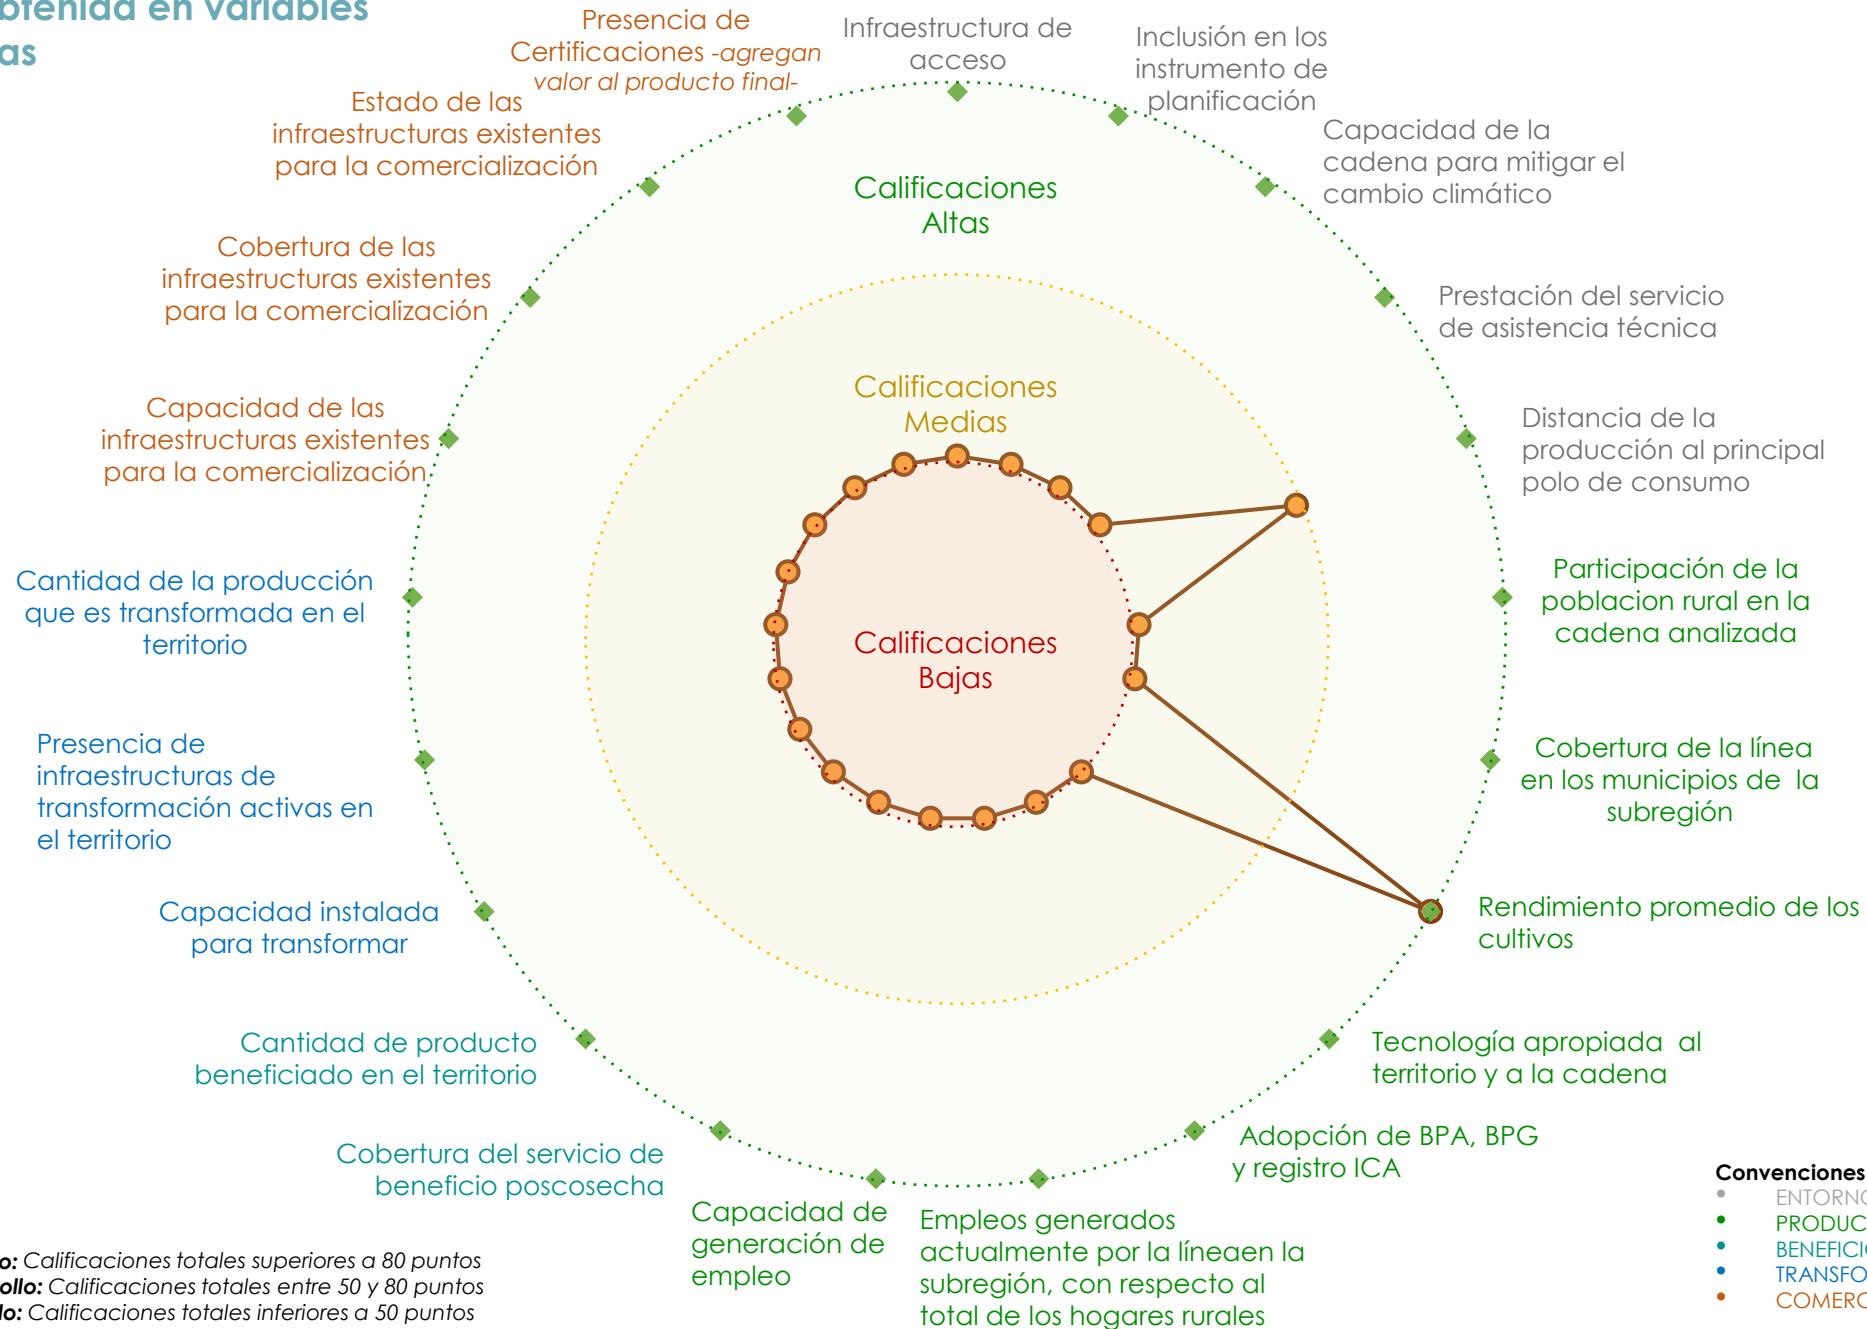 btenida en variables
as
Presencia de
Certificaciones -agregan
valor al producto final-
Infraestructura de
acceso
Inclusión en los
instrumento de
planificación
Capacidad de la
cadena para mitigar el
cambio climático
Prestación del servicio
de asistencia técnica
Distancia de la
producción al principal
polo de consumo
Participación de la
poblacion rural en la
cadena analizada
Cobertura de la línea
en los municipios de  la
subregión
Rendimiento promedio de los
cultivos
Tecnología apropiada  al
territorio y a la cadena
Adopción de BPA, BPG
y registro ICA
Empleos generados
actualmente por la líneaen la
subregión, con respecto al
total de los hogares rurales
Capacidad de
generación de
empleo
Cobertura del servicio de
beneficio poscosecha
Cantidad de producto
beneficiado en el territorio
Capacidad instalada
para transformar
Presencia de
infraestructuras de
transformación activas en
el territorio
Cantidad de la producción
que es transformada en el
territorio
Capacidad de las
infraestructuras existentes
para la comercialización
Cobertura de las
infraestructuras existentes
para la comercialización
Estado de las
infraestructuras existentes
para la comercialización
Calificaciones
Altas
Calificaciones
Medias
Calificaciones
Bajas
o: Calificaciones totales superiores a 80 puntos
ollo: Calificaciones totales entre 50 y 80 puntos
lo: Calificaciones totales inferiores a 50 puntos
Convenciones
• ENTORNO
• PRODUC
• BENEFICI
• TRANSFO
• COMERC